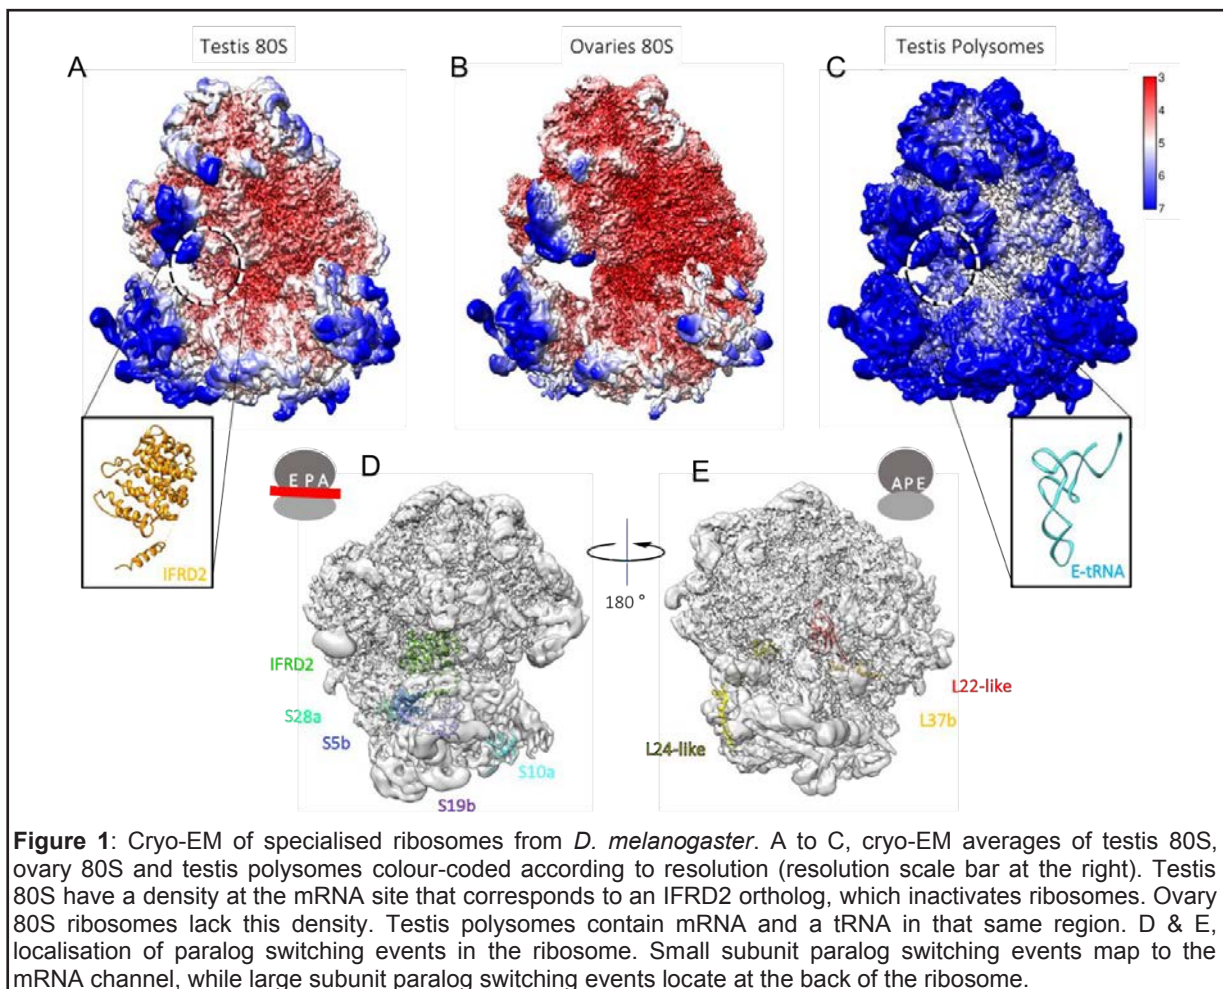 Testis 80S
Ovaries 80S
Testis Polysomes
A
B
C
3
4
5
6
7
IFRD2
E-tRNA
E P A
D
A P E
E
180 °
IFRD2
S28a
S5b
S10a
S19b
L22-like
L37b
L24-like
Figure 1: Cryo-EM of specialised ribosomes from D. melanogaster. A to C, cryo-EM averages of testis 80S,
ovary 80S and testis polysomes colour-coded according to resolution (resolution scale bar at the right). Testis
80S have a density at the mRNA site that corresponds to an IFRD2 ortholog, which inactivates ribosomes. Ovary
80S ribosomes lack this density. Testis polysomes contain mRNA and a tRNA in that same region. D & E,
localisation of paralog switching events in the ribosome. Small subunit paralog switching events map to the
mRNA channel, while large subunit paralog switching events locate at the back of the ribosome.